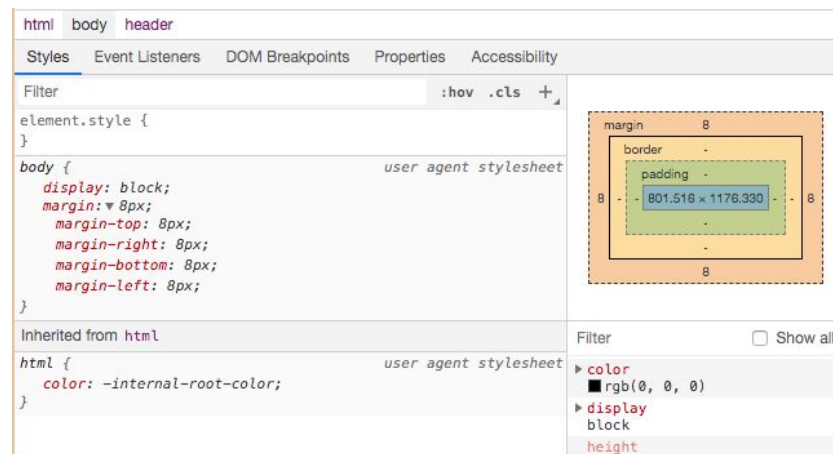 html body header
Styles Event Listeners DOM Breakpoints Properties Accessibility
Filter :hov .cls +
element.style {
}
body { user agent stylesheet
display: block;
margin:▼ 8px;
margin-top: 8px;
margin-right: 8px;
margin-bottom: 8px;
margin-left: 8px;
}
Inherited from html
html { user agent stylesheet
color: -internal-root-color;
}
margin 8
border -
padding -
8 - - 801.516 × 1176.330 - - 8
-
-
8
Filter Show all
color
rgb(0, 0, 0)
display
block
height